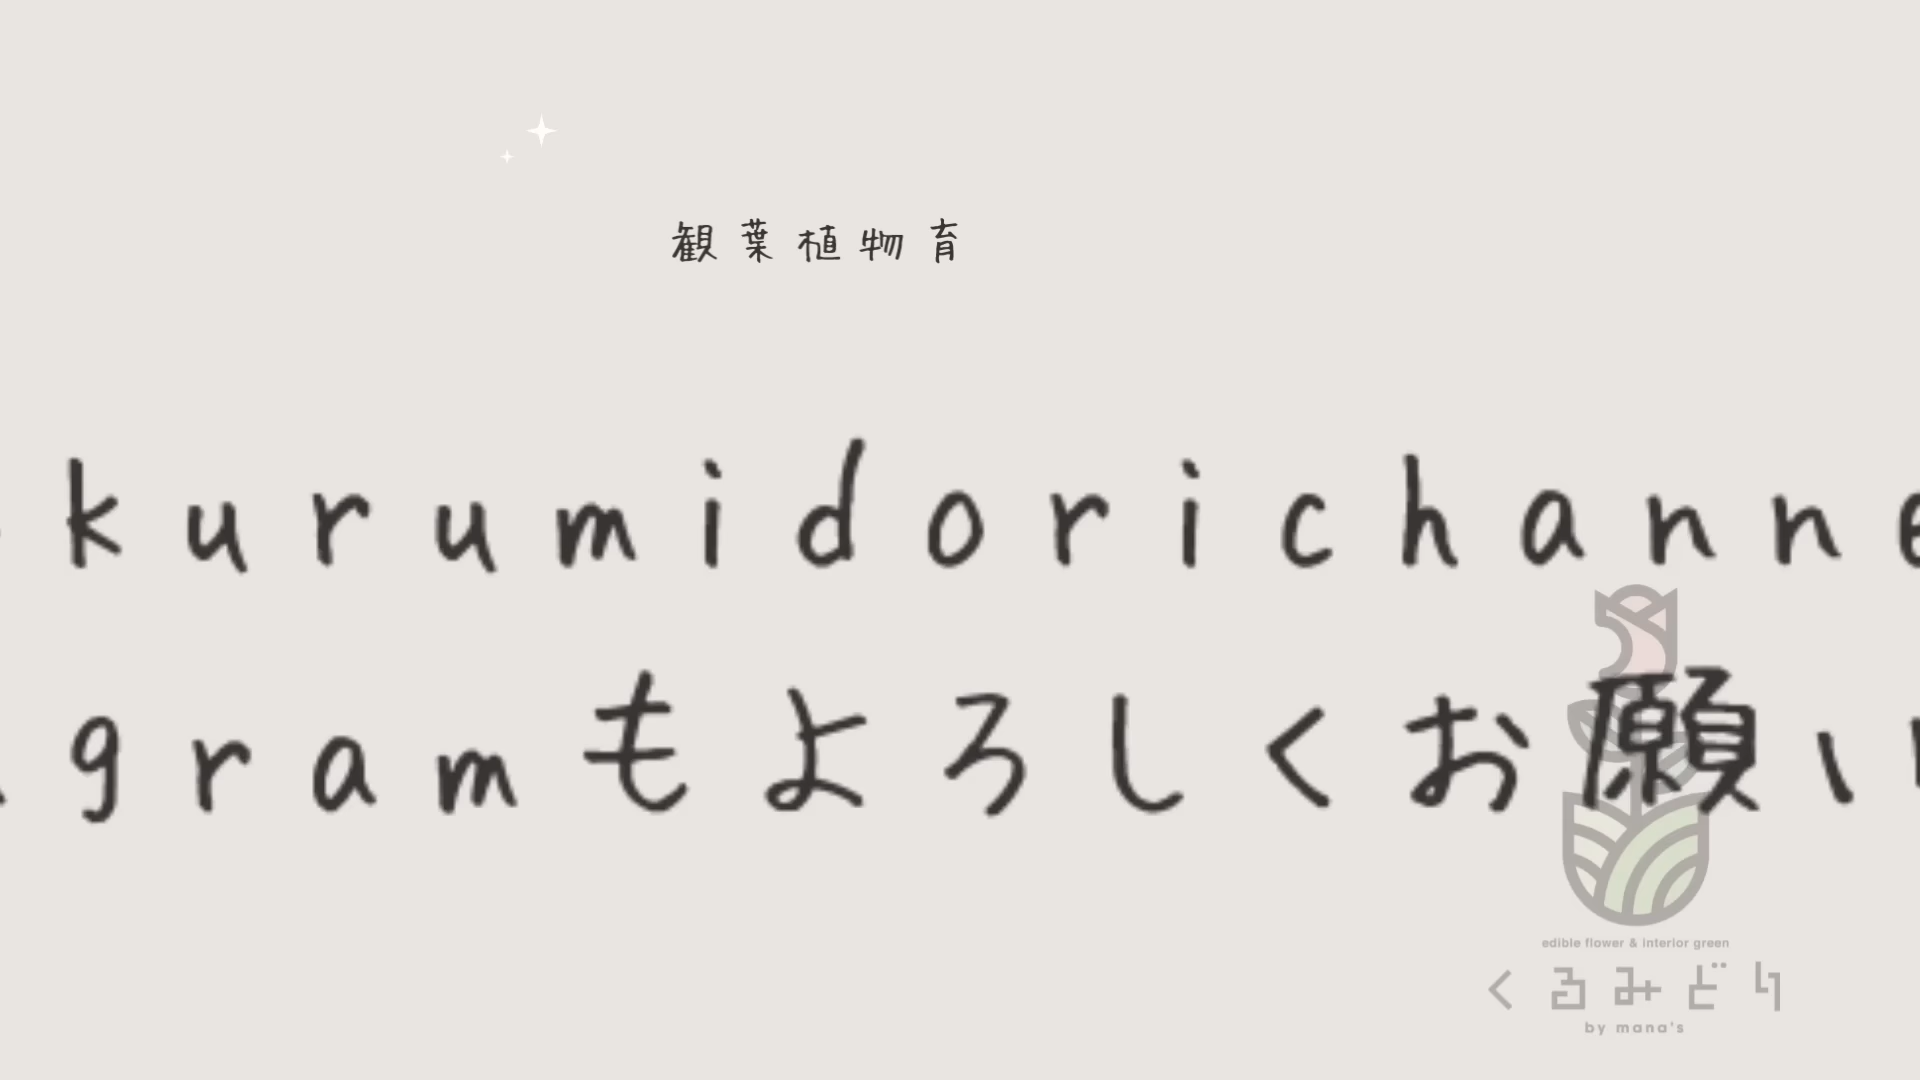 観葉植物育
kurumidorichanne
gramもよろしくお願い
edible flower & interior green
くるみどり
by mana's